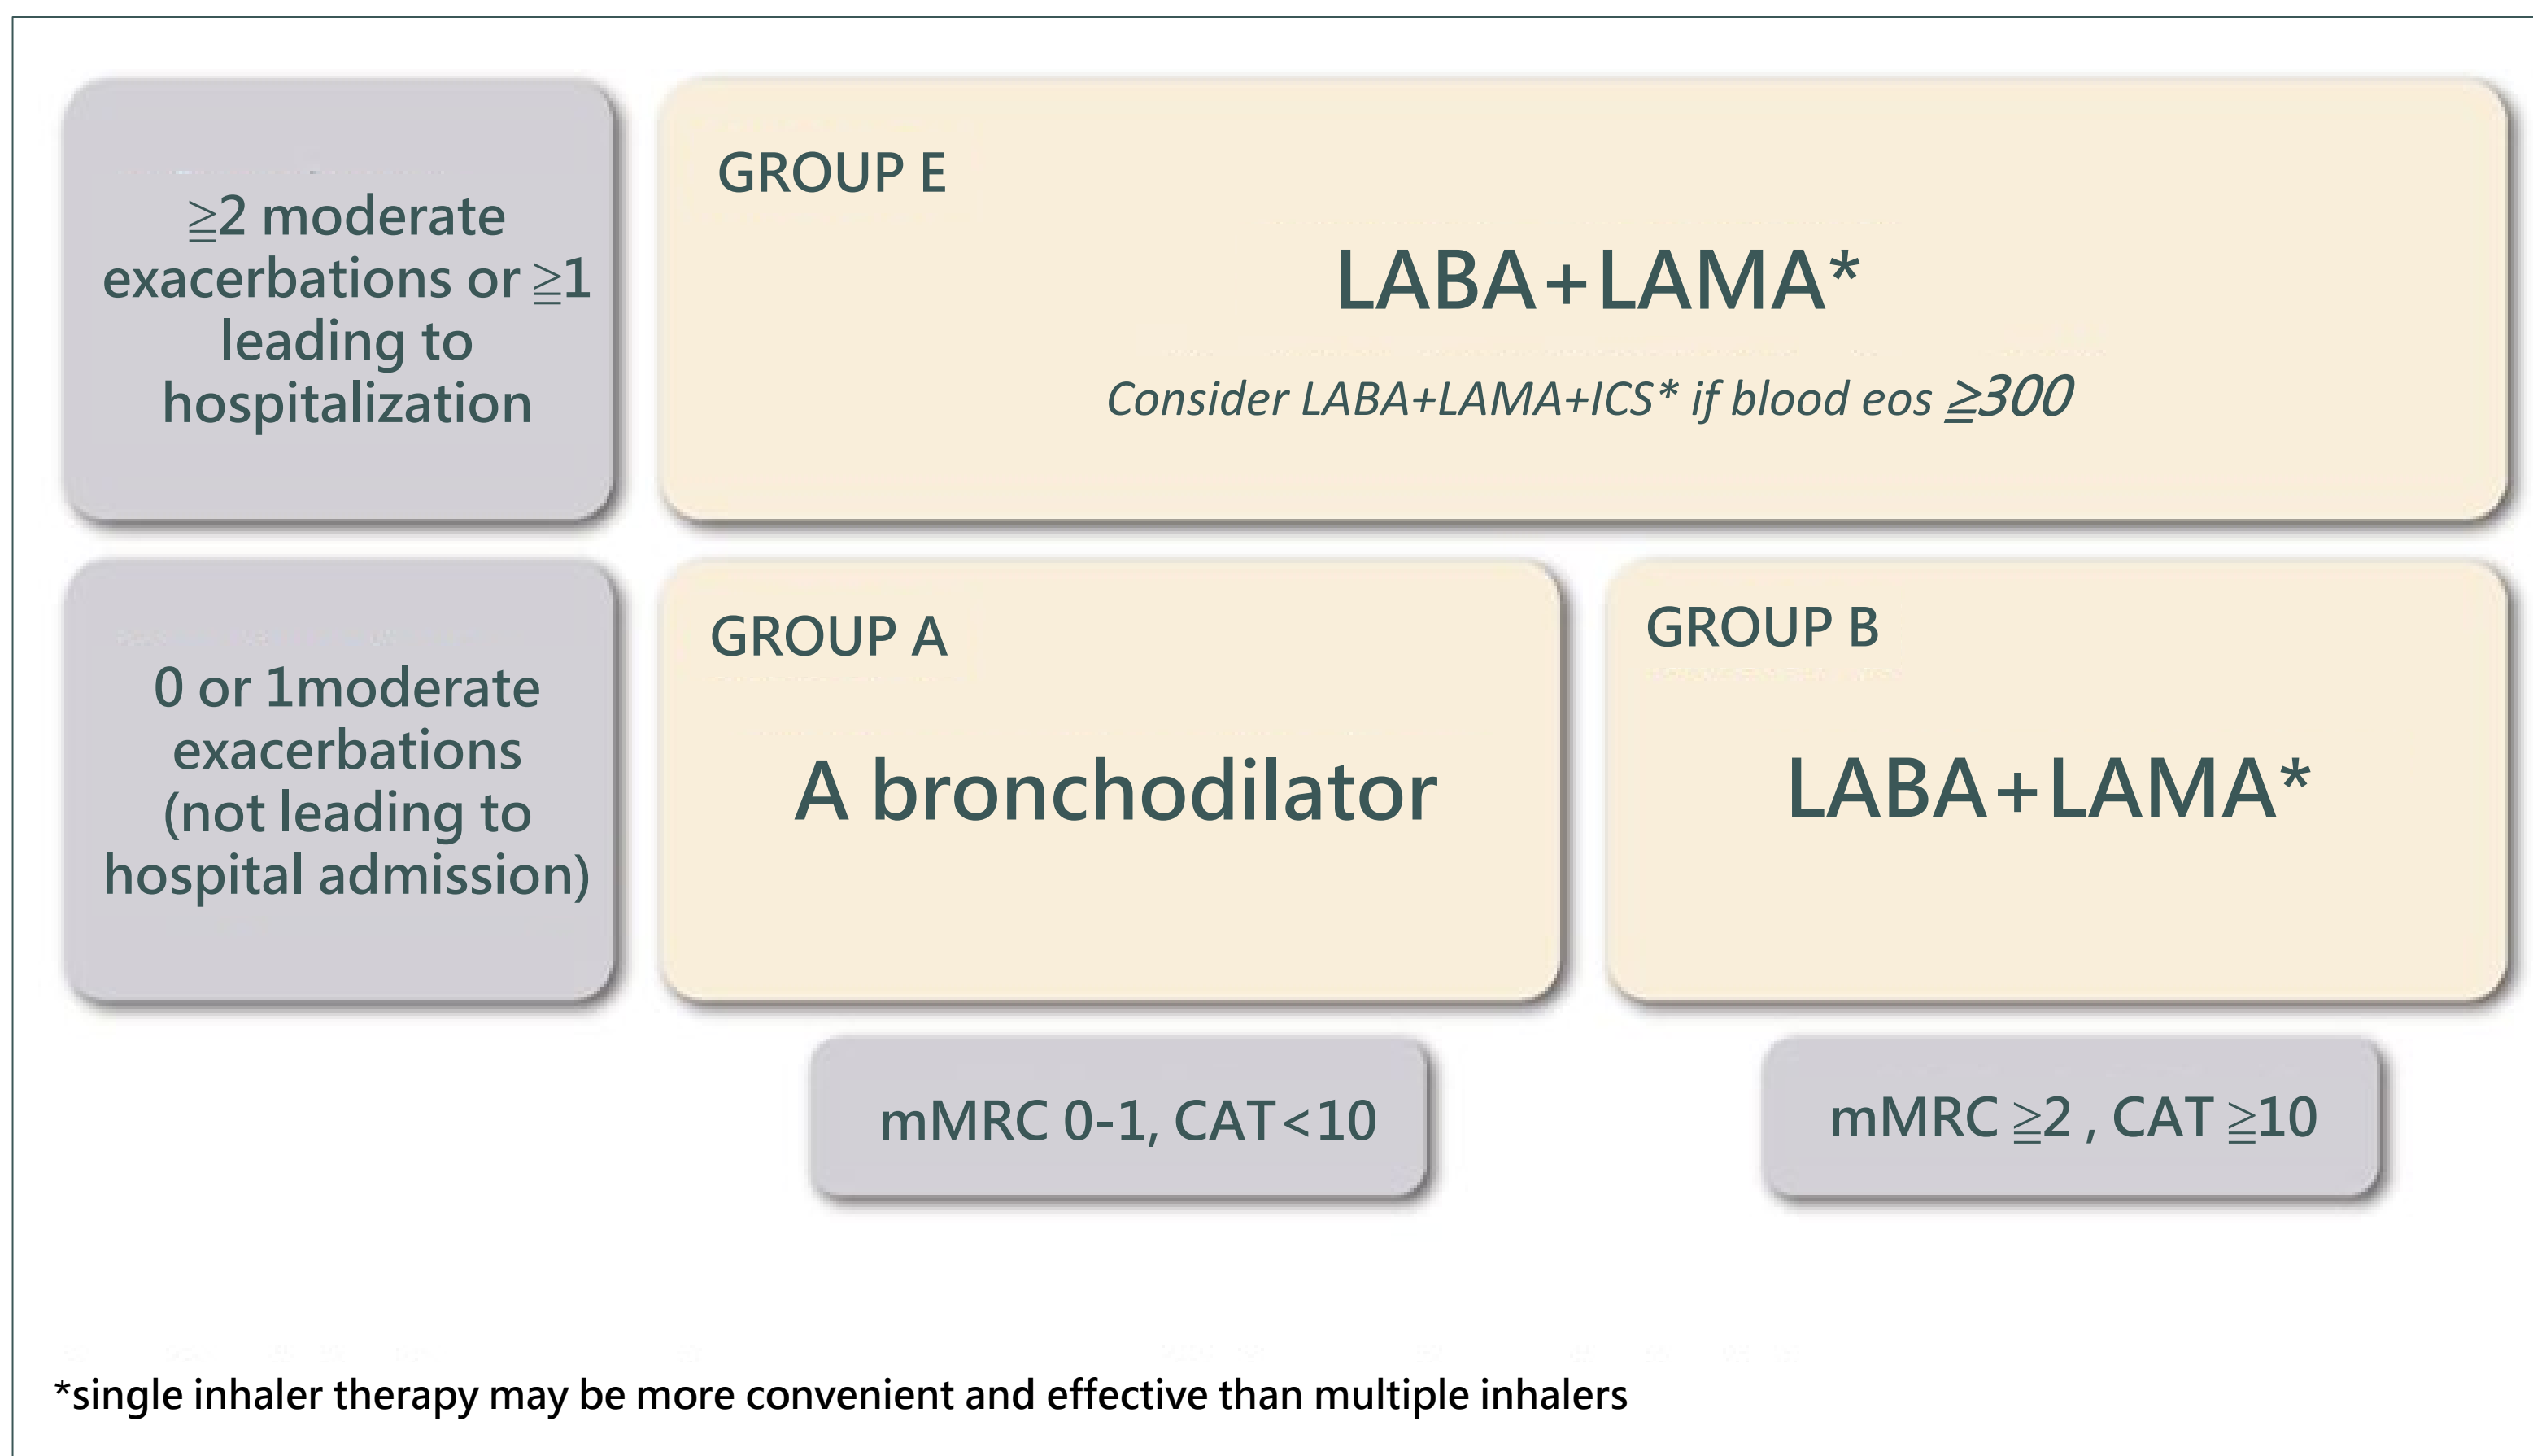 ≧2 moderate
exacerbations or ≧1
leading to
hospitalization
GROUP E
LABA+LAMA*
Consider LABA+LAMA+ICS* if blood eos ≧300
0 or 1moderate
exacerbations
(not leading to
hospital admission)
GROUP A
A bronchodilator
GROUP B
LABA+LAMA*
mMRC 0-1, CAT<10
mMRC ≧2 , CAT ≧10
*single inhaler therapy may be more convenient and effective than multiple inhalers